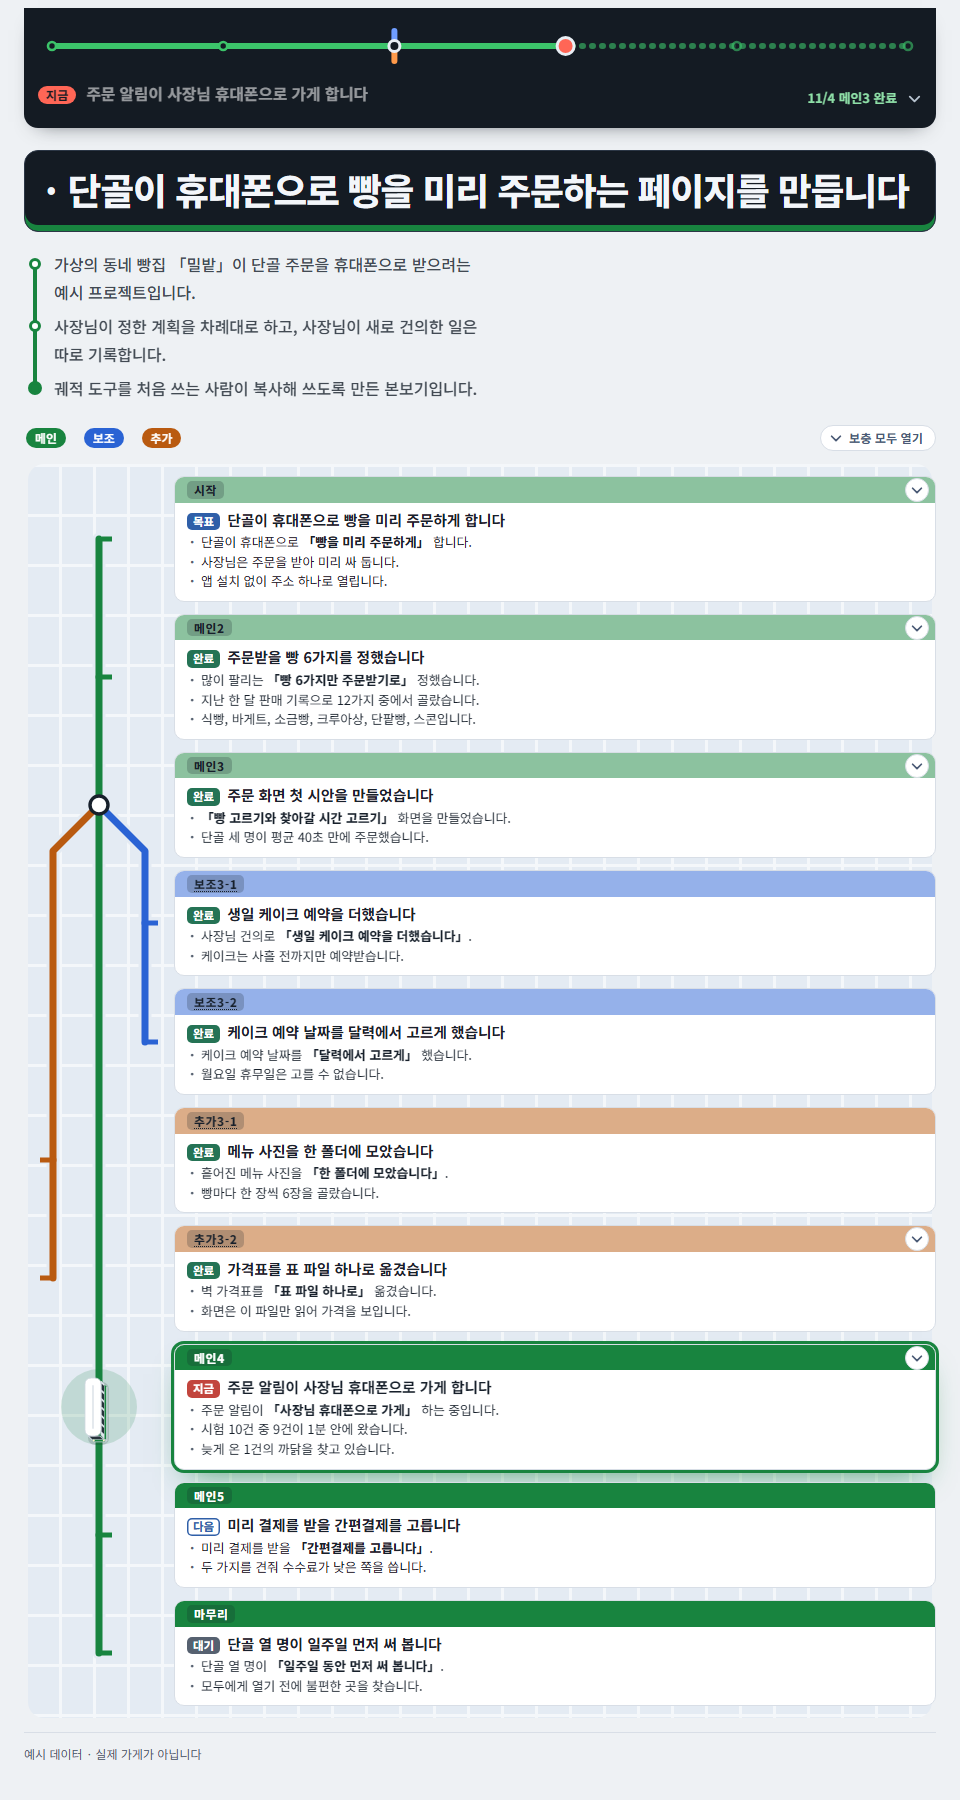 지금 주문 알림이 사장님 휴대폰으로 가게 합니다
11/4 메인3 완료
· 단골이 휴대폰으로 빵을 미리 주문하는 페이지를 만듭니다
가상의 동네 빵집 「밀밭」이 단골 주문을 휴대폰으로 받으려는
예시 프로젝트입니다.
사장님이 정한 계획을 차례대로 하고, 사장님이 새로 건의한 일은
따로 기록합니다.
궤적 도구를 처음 쓰는 사람이 복사해 쓰도록 만든 본보기입니다.
메인 보조 추가
보충 모두 열기
시작
목표 단골이 휴대폰으로 빵을 미리 주문하게 합니다
· 단골이 휴대폰으로 「빵을 미리 주문하게」 합니다.
· 사장님은 주문을 받아 미리 싸 둡니다.
· 앱 설치 없이 주소 하나로 열립니다.
메인2
완료 주문받을 빵 6가지를 정했습니다
· 많이 팔리는 「빵 6가지만 주문받기로」 정했습니다.
· 지난 한 달 판매 기록으로 12가지 중에서 골랐습니다.
· 식빵, 바게트, 소금빵, 크루아상, 단팥빵, 스콘입니다.
메인3
완료 주문 화면 첫 시안을 만들었습니다
· 「빵 고르기와 찾아갈 시간 고르기」 화면을 만들었습니다.
· 단골 세 명이 평균 40초 만에 주문했습니다.
보조3-1
완료 생일 케이크 예약을 더했습니다
· 사장님 건의로 「생일 케이크 예약을 더했습니다」.
· 케이크는 사흘 전까지만 예약받습니다.
보조3-2
완료 케이크 예약 날짜를 달력에서 고르게 했습니다
· 케이크 예약 날짜를 「달력에서 고르게」 했습니다.
· 월요일 휴무일은 고를 수 없습니다.
추가3-1
완료 메뉴 사진을 한 폴더에 모았습니다
· 흩어진 메뉴 사진을 「한 폴더에 모았습니다」.
· 빵마다 한 장씩 6장을 골랐습니다.
추가3-2
완료 가격표를 표 파일 하나로 옮겼습니다
· 벽 가격표를 「표 파일 하나로」 옮겼습니다.
· 화면은 이 파일만 읽어 가격을 보입니다.
메인4
지금 주문 알림이 사장님 휴대폰으로 가게 합니다
· 주문 알림이 「사장님 휴대폰으로 가게」 하는 중입니다.
· 시험 10건 중 9건이 1분 안에 왔습니다.
· 늦게 온 1건의 까닭을 찾고 있습니다.
메인5
다음 미리 결제를 받을 간편결제를 고릅니다
· 미리 결제를 받을 「간편결제를 고릅니다」.
· 두 가지를 견줘 수수료가 낮은 쪽을 씁니다.
마무리
대기 단골 열 명이 일주일 먼저 써 봅니다
· 단골 열 명이 「일주일 동안 먼저 써 봅니다」.
· 모두에게 열기 전에 불편한 곳을 찾습니다.
예시 데이터 · 실제 가게가 아닙니다